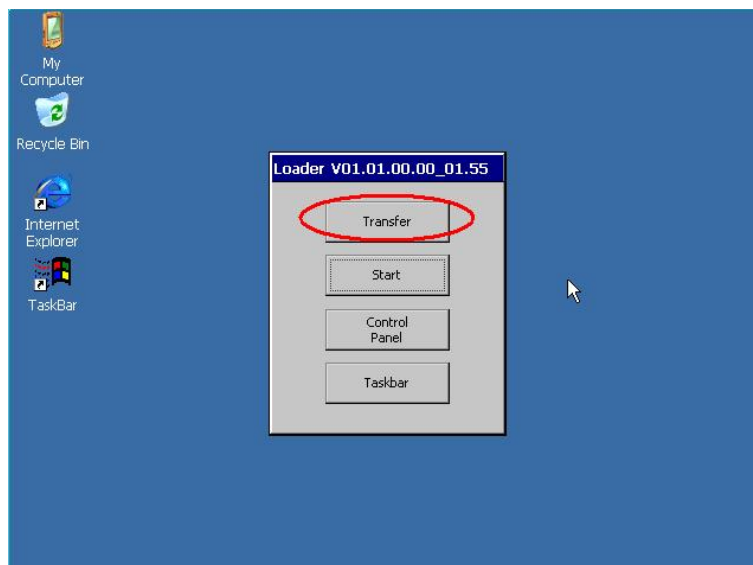 My
Computer
Recycle Bin
Internet
Explorer
TaskBar
Loader V01.01.00.00_01.55
Transfer
Start
Control
Panel
Taskbar